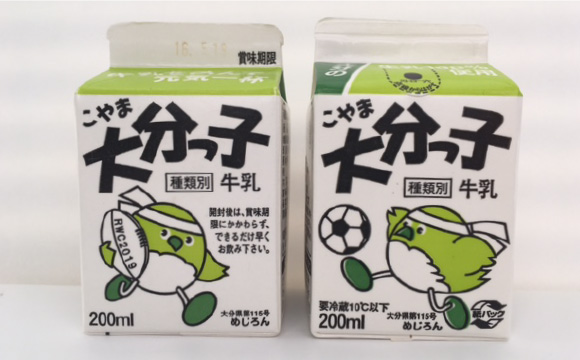 賞味期限
こやま
大分っ子
種類別 牛乳
開封後は、賞味期
限にかかわらず、
できるだけ早く
お飲み下さい。
RWC2019
200ml
大分県第115号
めじろん
使用
こやま
大分っ子
種類別 牛乳
要冷蔵10℃以下
200ml
大分県第115号
めじろん
紙パック